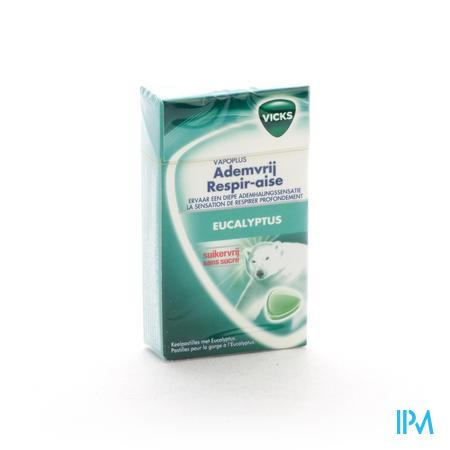 VICKS
VAPOPLUS
Ademvrij
Respir-aise
ERVAAR EEN DIEPE ADEMHALINGSSENSATIE
LA SENSATION DE RESPIRER PROFONDEMENT
EUCALYPTUS
suikervrij
sans sucre
Keelpastilles met Eucalyptus
Pastilles pour la gorge a l'Eucalyptus
IPM